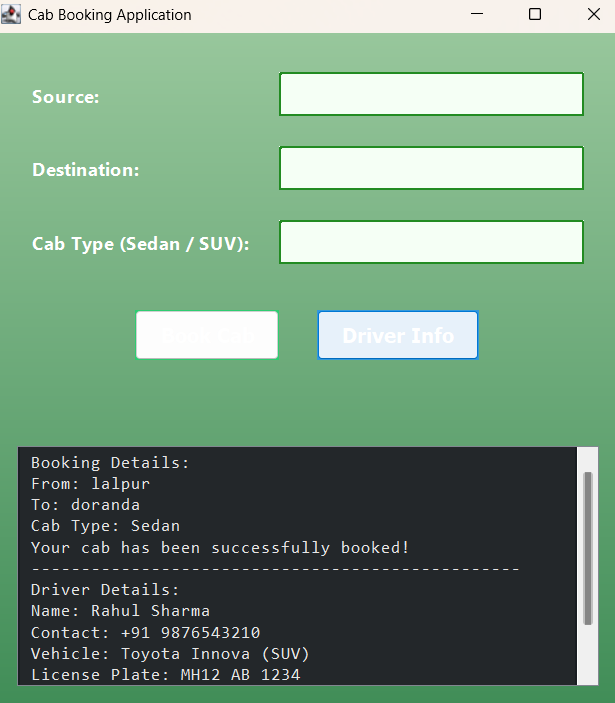 Cab Booking Application
Source:
Destination:
Cab Type (Sedan / SUV):
Book Cab
Driver Info
Booking Details:
From: lalpur
To: doranda
Cab Type: Sedan
Your cab has been successfully booked!
-------------------------------------------------
Driver Details:
Name: Rahul Sharma
Contact: +91 9876543210
Vehicle: Toyota Innova (SUV)
License Plate: MH12 AB 1234